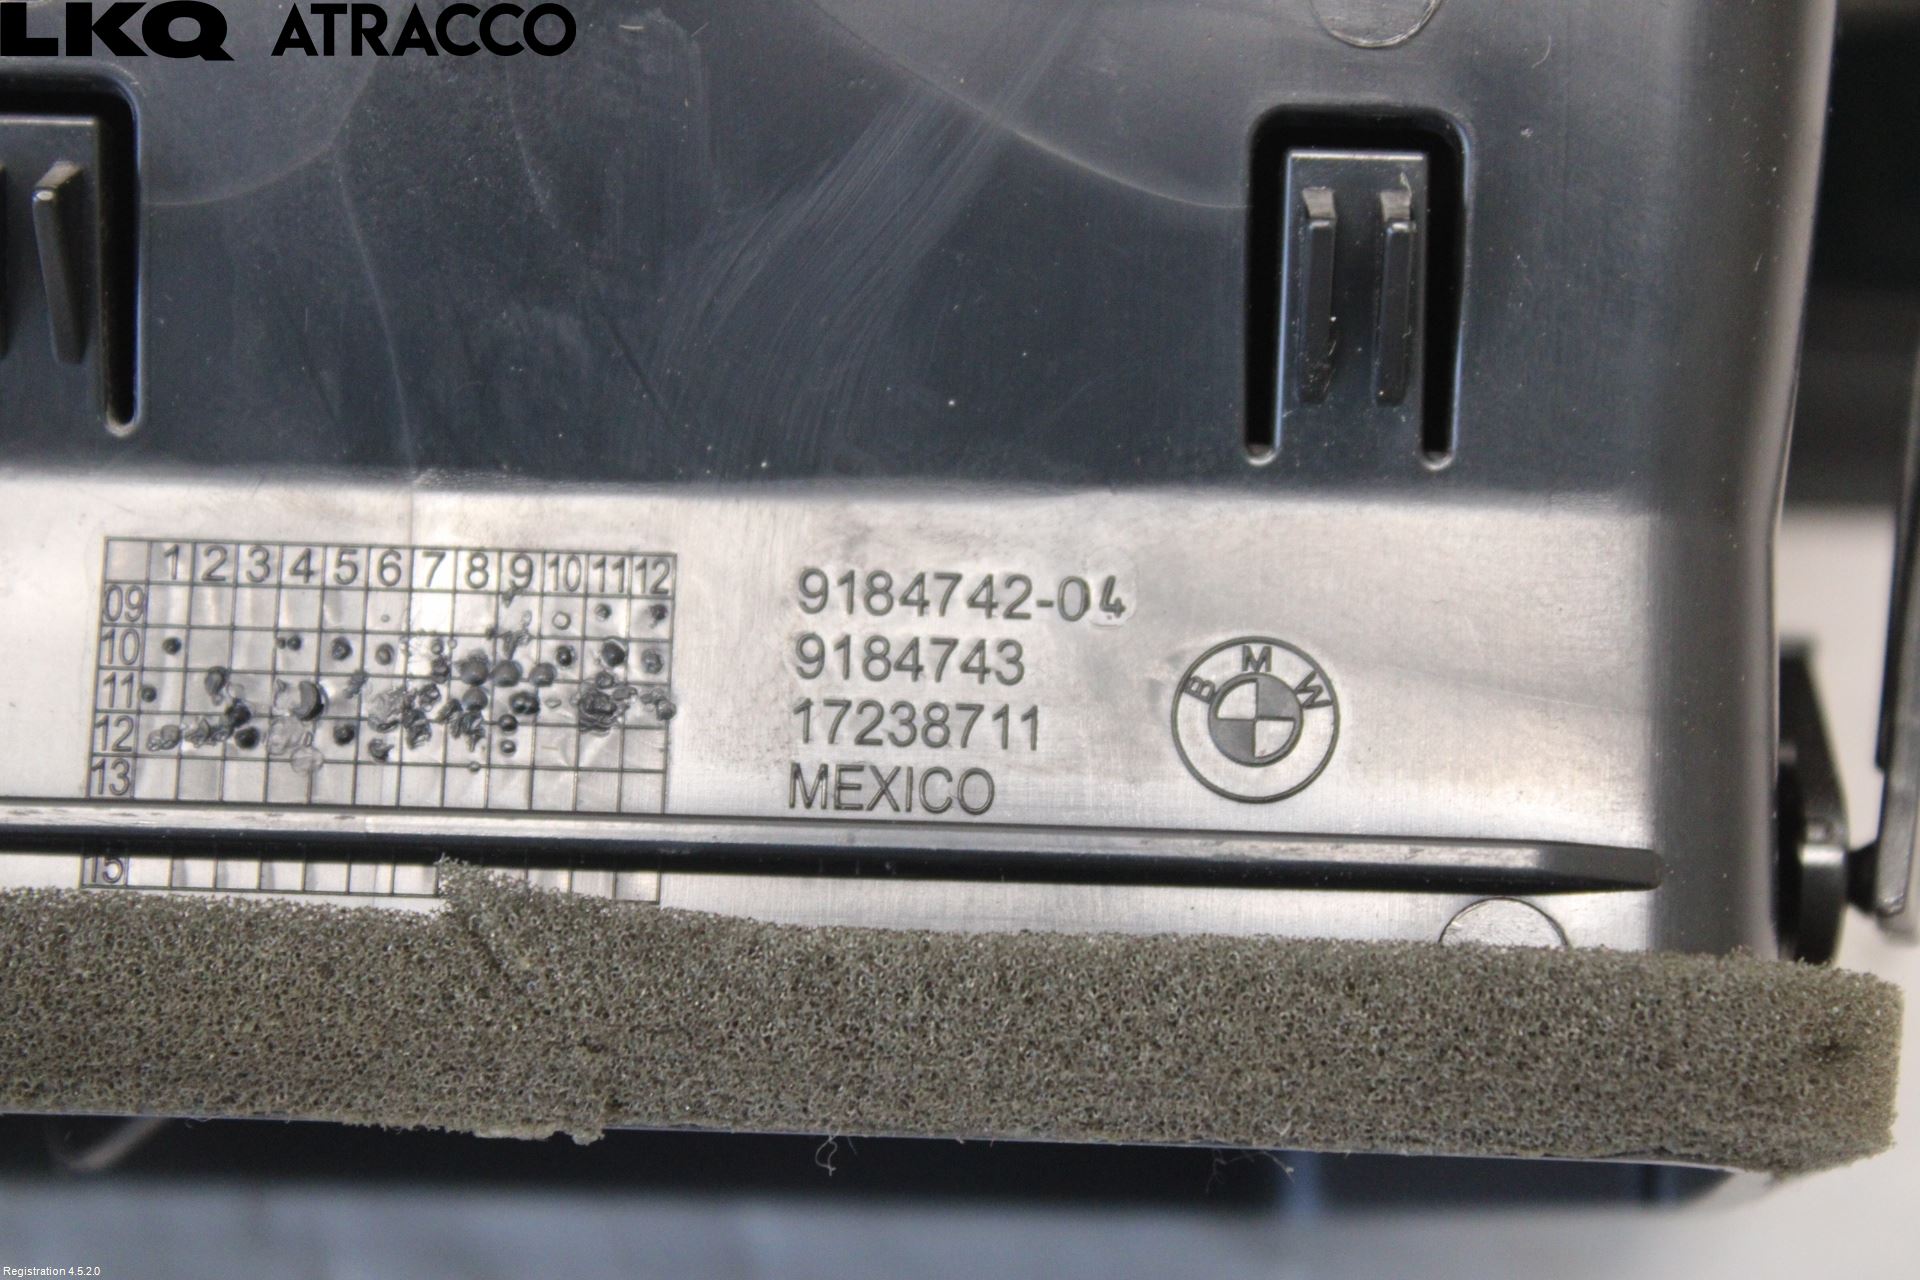 LKQ ATRACCO
1 2 3 4 5 6 7 8 9 10 11 12
09
10
11
12
13
15
9184742-04
9184743
17238711
MEXICO
BMW
Registration 4.5.2.0